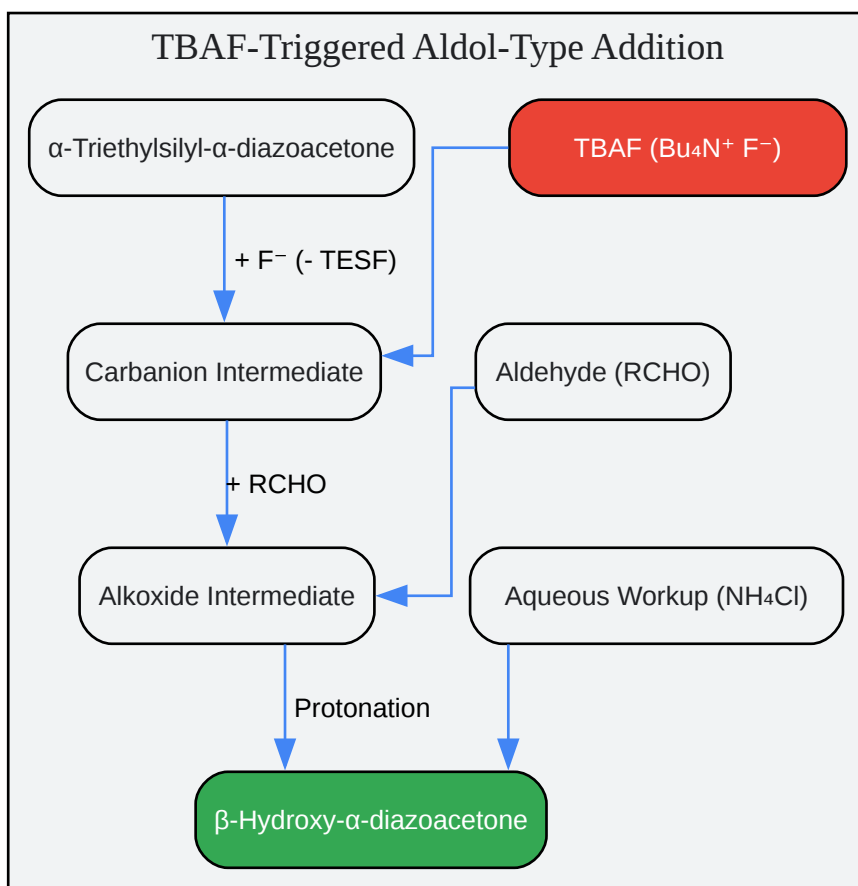 TBAF-Triggered Aldol-Type Addition
α-Triethylsilyl-α-diazoacetone
TBAF (Bu₄N⁺ F⁻)
+ F⁻ (- TESF)
Carbanion Intermediate
Aldehyde (RCHO)
+ RCHO
Alkoxide Intermediate
Aqueous Workup (NH₄Cl)
Protonation
β-Hydroxy-α-diazoacetone